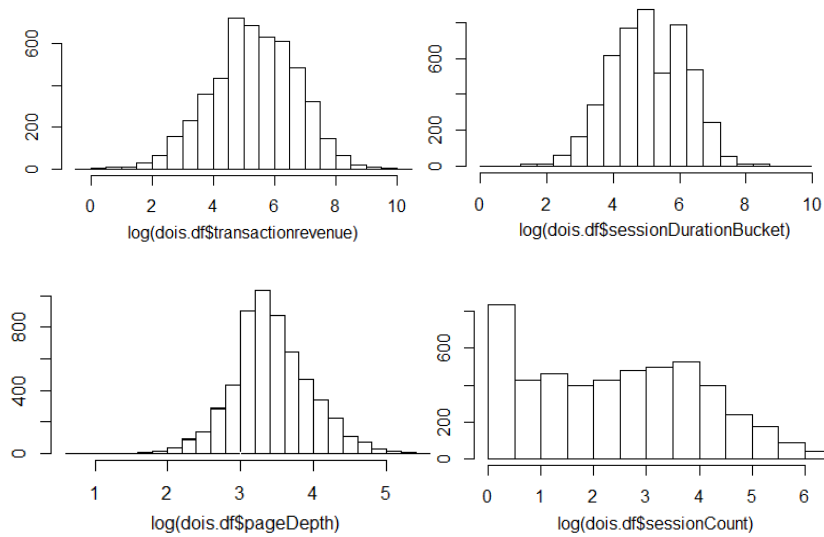 600
200
0
0 2 4 6 8 10
log(dois.df$transactionrevenue)
600
200
0
0 2 4 6 8 10
log(dois.df$sessionDurationBucket)
800
400
0
1 2 3 4 5
log(dois.df$pageDepth)
600
200
0
0 1 2 3 4 5 6
log(dois.df$sessionCount)